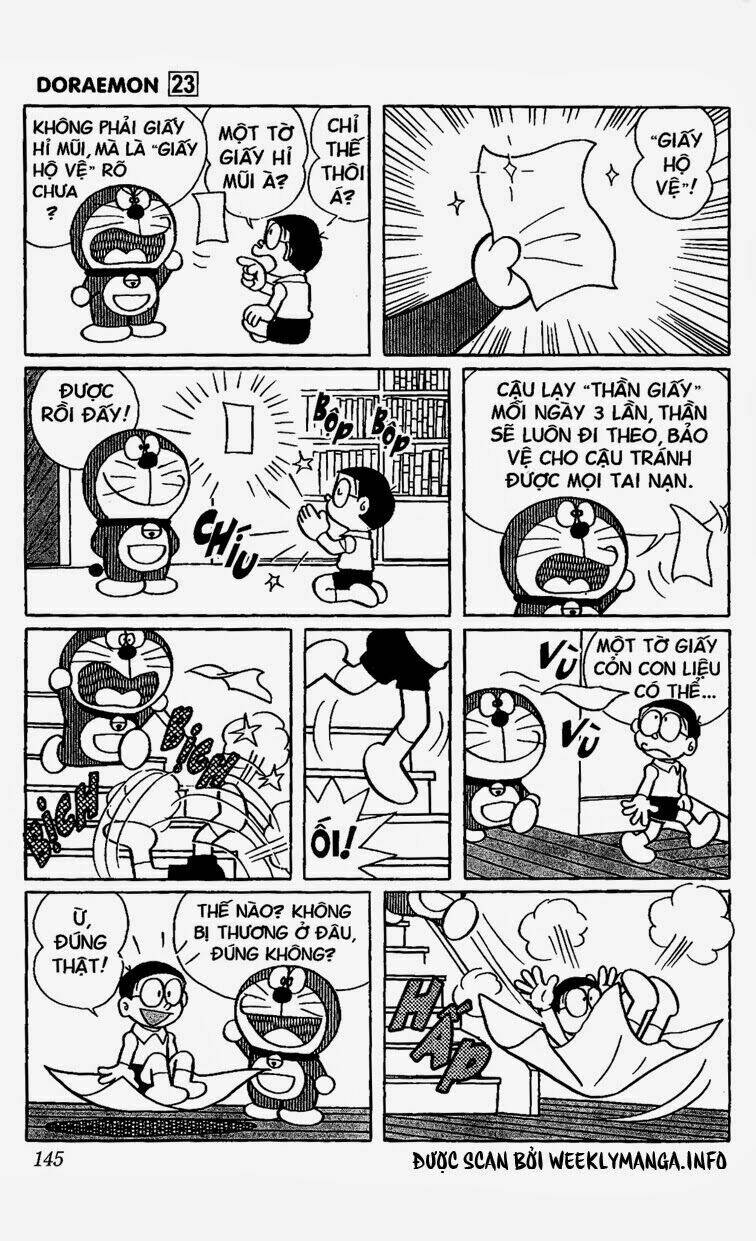 DORAEMON 23
"GIẤY
HỘ
VỆ"!
CHỈ
THẾ
THÔI
Á?
MỘT TỜ
GIẤY HỈ
MŨI À?
KHÔNG PHẢI GIẤY
HỈ MŨI, MÀ LÀ "GIẤY
HỘ VỆ" RÕ
CHƯA
?
CẬU LẠY "THẦN GIẤY"
MỖI NGÀY 3 LẦN, THẦN
SẼ LUÔN ĐI THEO, BẢO
VỆ CHO CẬU TRÁNH
ĐƯỢC MỌI TAI NẠN.
BỘP
BỘP
CHÍU
ĐƯỢC
RỒI ĐẤY!
MỘT TỜ GIẤY
CỎN CON LIỆU
CÓ THỂ...
VÙ
VÙ
ỐI!
BỊCH
BỊCH
HẤP
THẾ NÀO? KHÔNG
BỊ THƯƠNG Ở ĐÂU,
ĐÚNG KHÔNG?
Ừ,
ĐÚNG
THẬT!
145
ĐƯỢC SCAN BỞI WEEKLYMANGA.INFO